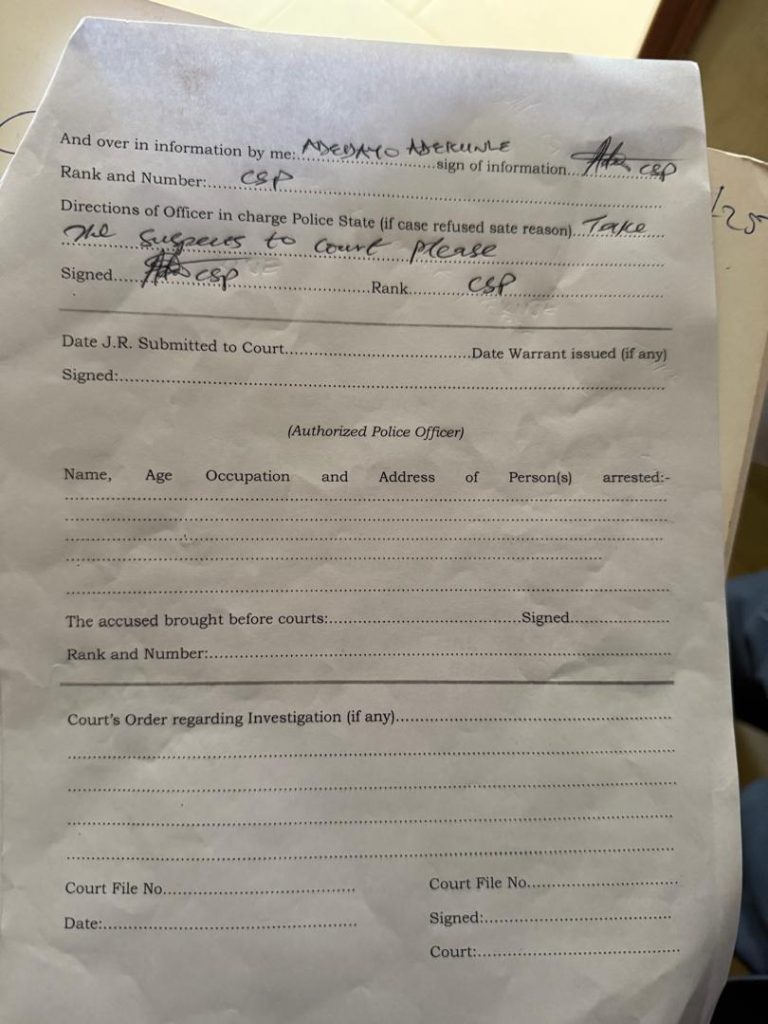 And over in information by me:..ADEDAYO ADEKUNLE..sign of information...CSP
Rank and Number:..CSP
Directions of Officer in charge Police State (if case refused sate reason)..Take
The suspects to court please
Signed....CSP...Rank...CSP
Date J.R. Submitted to Court...Date Warrant issued (if any)
Signed:...
(Authorized Police Officer)
Name, Age Occupation and Address of Person(s) arrested:-
The accused brought before courts:...Signed...
Rank and Number:...
Court's Order regarding Investigation (if any)...
Court File No... Court File No...
Date:... Signed:...
Court:...
/25